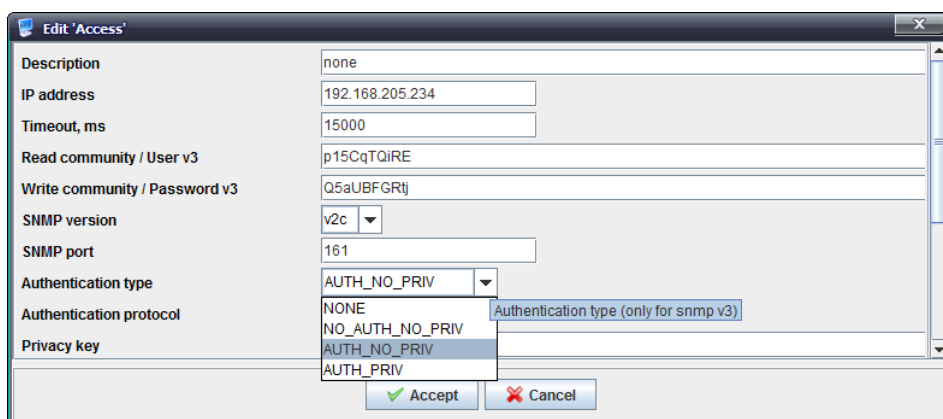 Edit 'Access'
Description none
IP address 192.168.205.234
Timeout, ms 15000
Read community / User v3 p15CqTQiRE
Write community / Password v3 Q5aUBFGRtj
SNMP version v2c
SNMP port 161
Authentication type AUTH_NO_PRIV
Authentication protocol NONE
Authentication type (only for snmp v3)
NO_AUTH_NO_PRIV
Privacy key AUTH_NO_PRIV
AUTH_PRIV
Accept Cancel